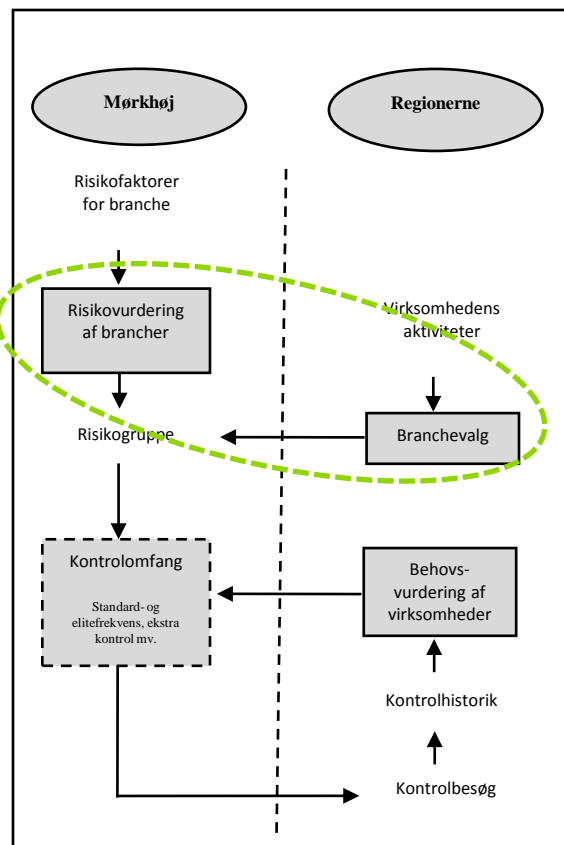 Mørkhøj
Regionerne
Risikofaktorer
for branche
Risikovurdering
af brancher
Virksomhedens
aktiviteter
Risikogruppe
Branchevalg
Kontrolomfang
Standard- og
elitefrekvens, ekstra
kontrol mv.
Behovs-
vurdering af
virksomheder
Kontrolhistorik
Kontrolbesøg